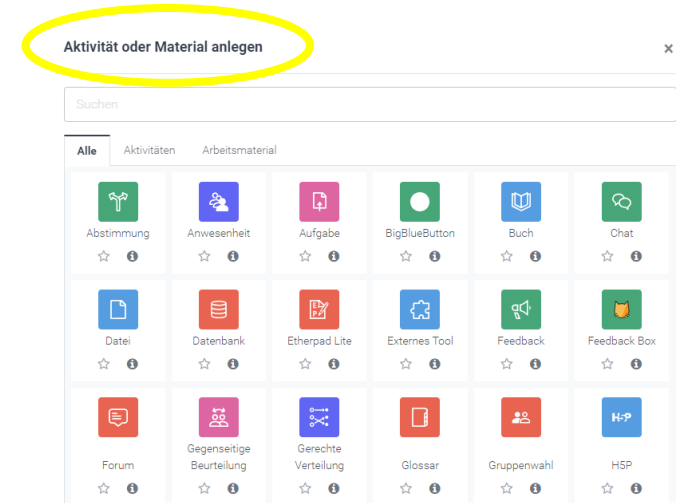 Aktivität oder Material anlegen
×
Suchen
Alle Aktivitäten Arbeitsmaterial
Abstimmung Anwesenheit Aufgabe BigBlueButton Buch Chat
Datei Datenbank Etherpad Lite Externes Tool Feedback Feedback Box
Forum Gegenseitige Beurteilung Gerechte Verteilung Glossar Gruppenwahl H5P